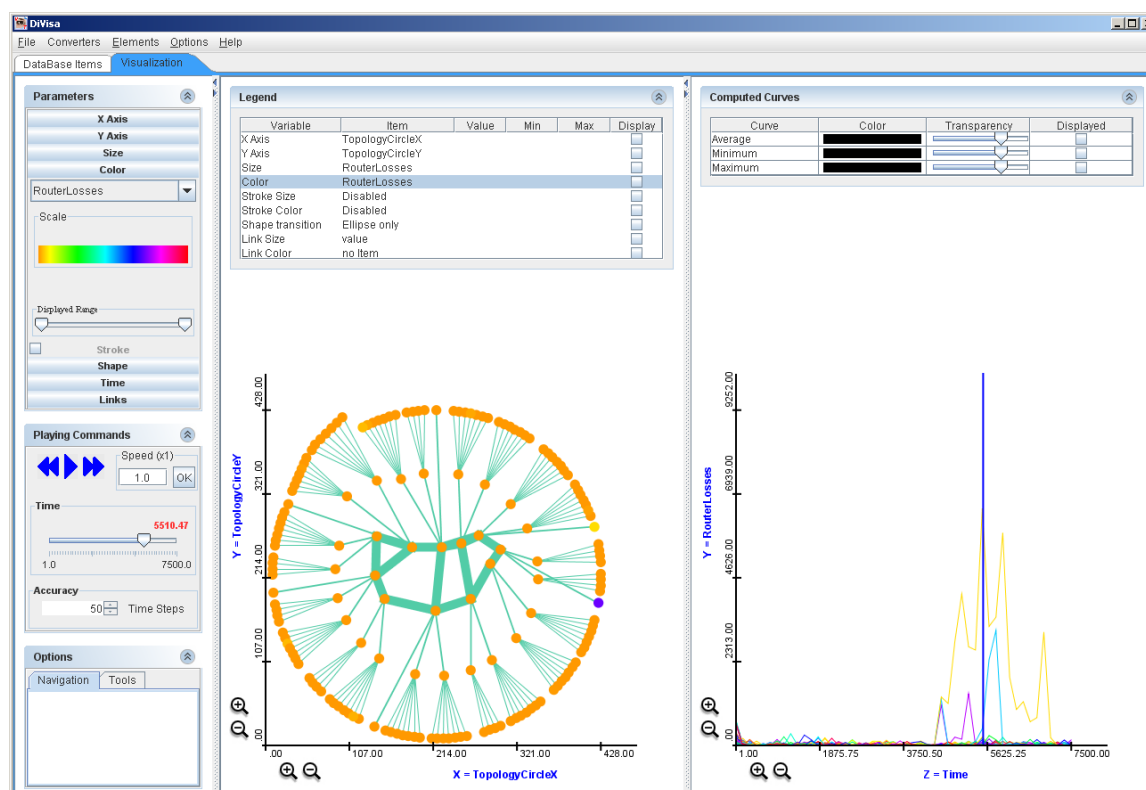 DiVisa
File Converters Elements Options Help
DataBase Items Visualization
Parameters
X Axis
Y Axis
Size
Color
RouterLosses
Scale
Displayed Range
Stroke
Shape
Time
Links
Playing Commands
Speed (x1)
1.0 OK
Time
5510.47
1.0 7500.0
Accuracy
50 Time Steps
Options
Navigation Tools
Legend
Variable Item Value Min Max Display
X Axis TopologyCircleX
Y Axis TopologyCircleY
Size RouterLosses
Color RouterLosses
Stroke Size Disabled
Stroke Color Disabled
Shape transition Ellipse only
Link Size value
Link Color no Item
Y = TopologyCircleY
428.00
321.00
214.00
107.00
.00
.00 107.00 214.00 321.00 428.00
X = TopologyCircleX
Computed Curves
Curve Color Transparency Displayed
Average
Minimum
Maximum
Y = RouterLosses
9252.00
6939.00
4626.00
2313.00
.00
1.00 1875.75 3750.50 5625.25 7500.00
Z = Time